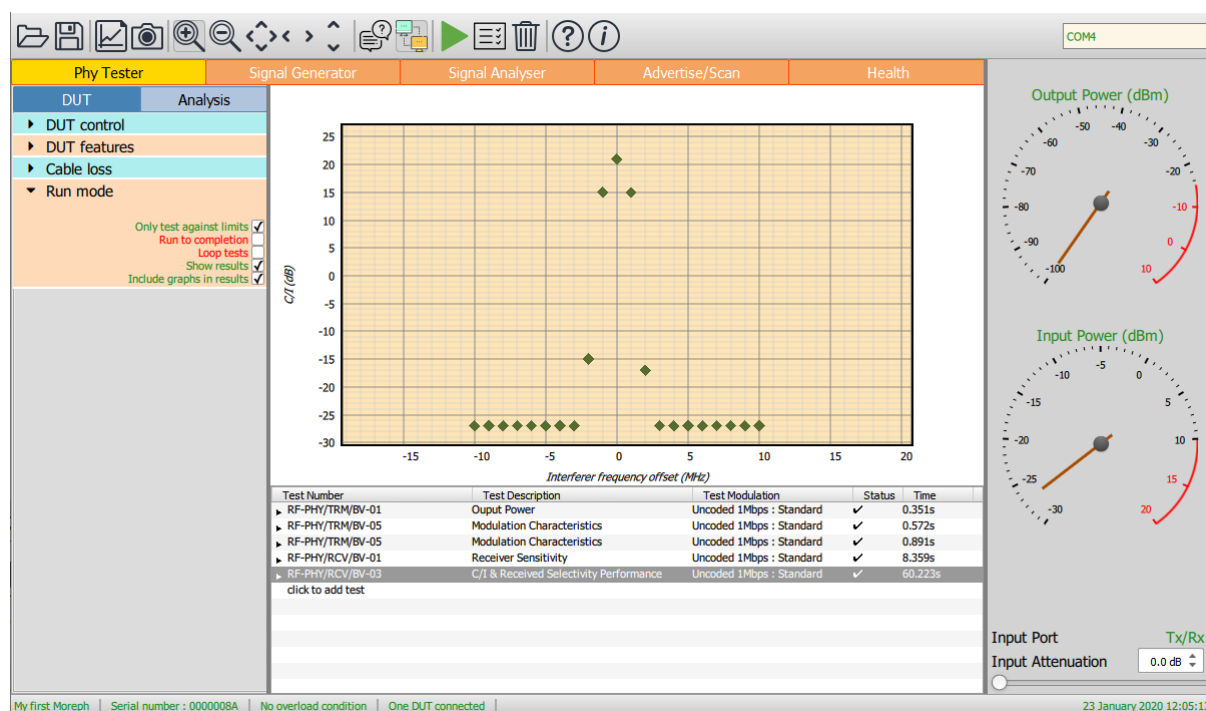 COM4
Phy Tester Signal Generator Signal Analyser Advertise/Scan Health
DUT Analysis
DUT control
DUT features
Cable loss
Run mode
Only test against limits
Run to completion
Loop tests
Show results
Include graphs in results
25
20
15
10
5
0
-5
-10
-15
-20
-25
-30
C/I (dB)
-15 -10 -5 0 5 10 15 20
Interferer frequency offset (MHz)
Test Number Test Description Test Modulation Status Time
RF-PHY/TRM/BV-01 Ouput Power Uncoded 1Mbps : Standard ✔ 0.351s
RF-PHY/TRM/BV-05 Modulation Characteristics Uncoded 1Mbps : Standard ✔ 0.572s
RF-PHY/TRM/BV-05 Modulation Characteristics Uncoded 1Mbps : Standard ✔ 0.891s
RF-PHY/RCV/BV-01 Receiver Sensitivity Uncoded 1Mbps : Standard ✔ 8.359s
RF-PHY/RCV/BV-03 C/I & Received Selectivity Performance Uncoded 1Mbps : Standard ✔ 60.223s
click to add test
Output Power (dBm)
-100 -90 -80 -70 -60 -50 -40 -30 -20 -10 0 10
Input Power (dBm)
-30 -25 -20 -15 -10 -5 0 5 10 15 20
Input Port Tx/Rx
Input Attenuation 0.0 dB
My first Moreph Serial number : 0000008A No overload condition One DUT connected 23 January 2020 12:05:13